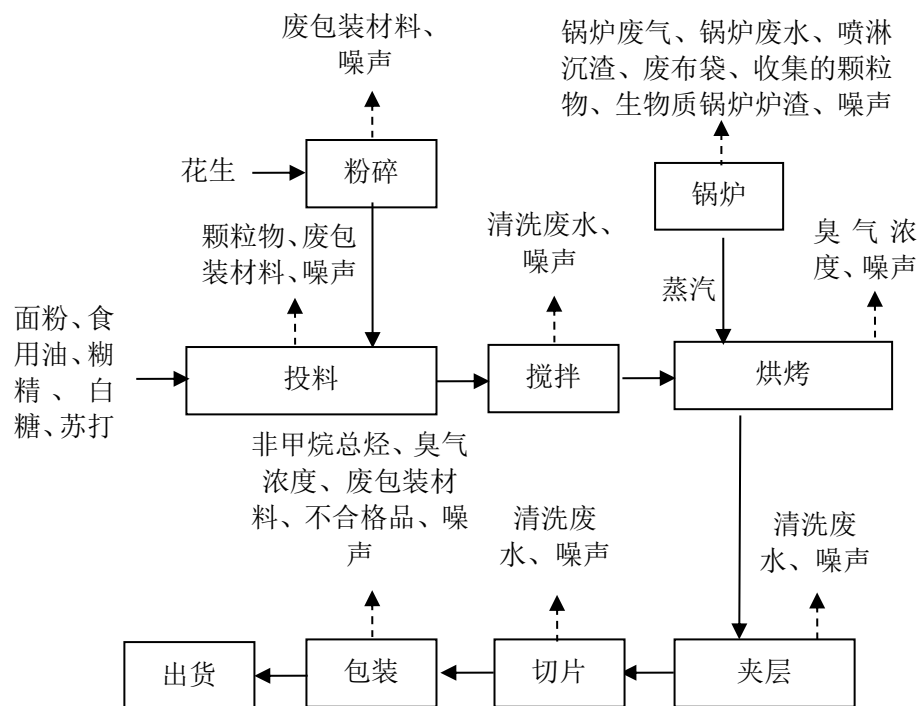 废包装材料、
噪声
锅炉废气、锅炉废水、喷淋
沉渣、废布袋、收集的颗粒
物、生物质锅炉炉渣、噪声
花生
粉碎
锅炉
颗粒物、废包
装材料、噪声
清洗废水、
噪声
臭气浓
度、噪声
蒸汽
面粉、食
用油、糊
精、白
糖、苏打
投料
搅拌
烘烤
非甲烷总烃、臭气
浓度、废包装材
料、不合格品、噪
声
清洗废
水、噪声
清洗废
水、噪声
出货
包装
切片
夹层